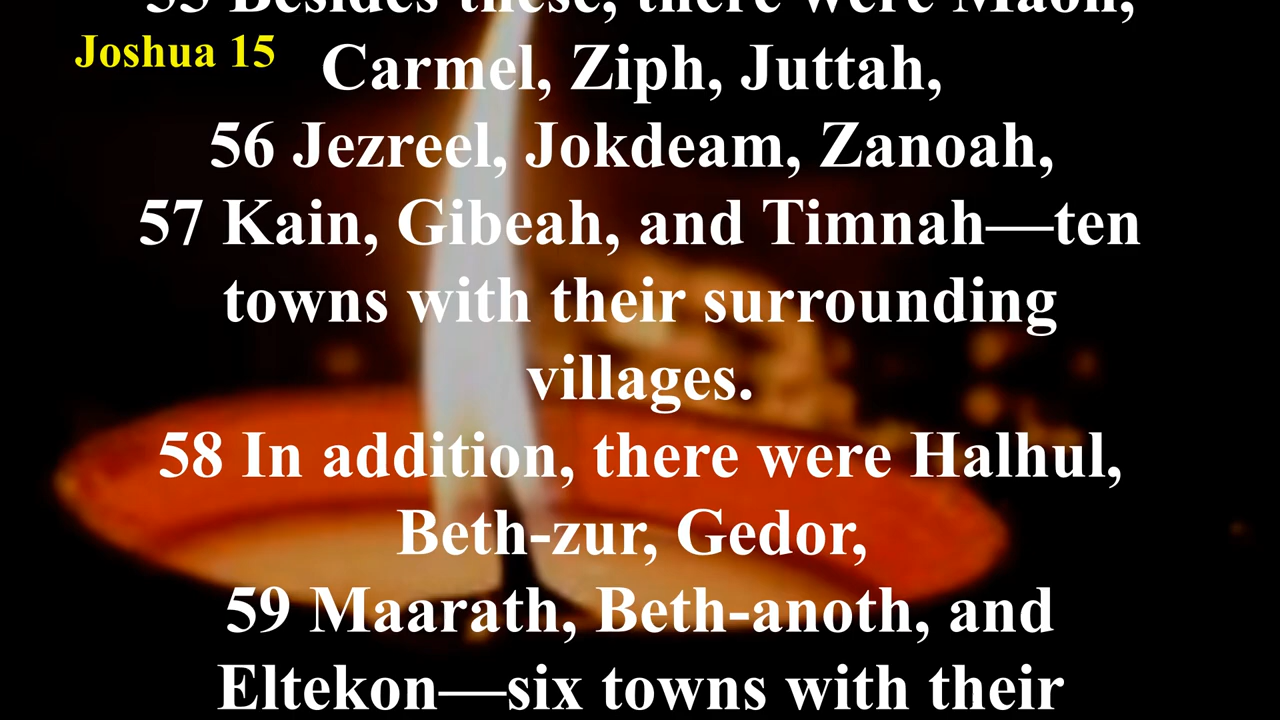 55 Besides these, there were Maon,
Joshua 15
Carmel, Ziph, Juttah,
56 Jezreel, Jokdeam, Zanoah,
57 Kain, Gibeah, and Timnah—ten
towns with their surrounding
villages.
58 In addition, there were Halhul,
Beth-zur, Gedor,
59 Maarath, Beth-anoth, and
Eltekon—six towns with their